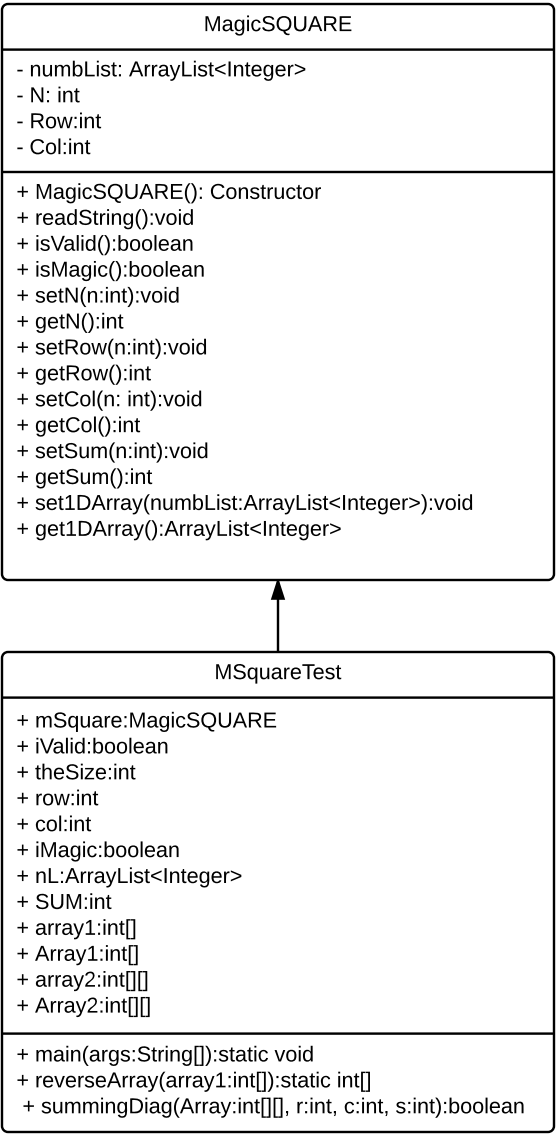 MagicSQUARE
- numbList: ArrayList<Integer>
- N: int
- Row:int
- Col:int
+ MagicSQUARE(): Constructor
+ readString():void
+ isValid():boolean
+ isMagic():boolean
+ setN(n:int):void
+ getN():int
+ setRow(n:int):void
+ getRow():int
+ setCol(n: int):void
+ getCol():int
+ setSum(n:int):void
+ getSum():int
+ set1DArray(numbList:ArrayList<Integer>):void
+ get1DArray():ArrayList<Integer>
MSquareTest
+ mSquare:MagicSQUARE
+ iValid:boolean
+ theSize:int
+ row:int
+ col:int
+ iMagic:boolean
+ nL:ArrayList<Integer>
+ SUM:int
+ array1:int[]
+ Array1:int[]
+ array2:int[][]
+ Array2:int[][]
+ main(args:String[]):static void
+ reverseArray(array1:int[]):static int[]
+ summingDiag(Array:int[][], r:int, c:int, s:int):boolean